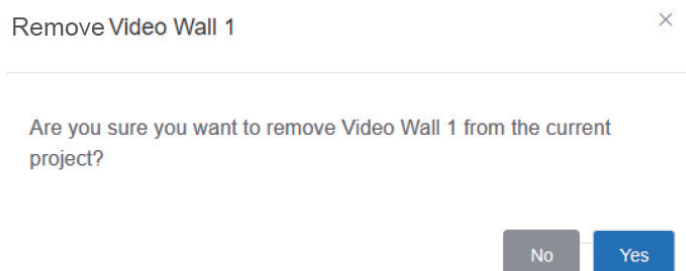 Remove Video Wall 1
Are you sure you want to remove Video Wall 1 from the current
project?
No Yes